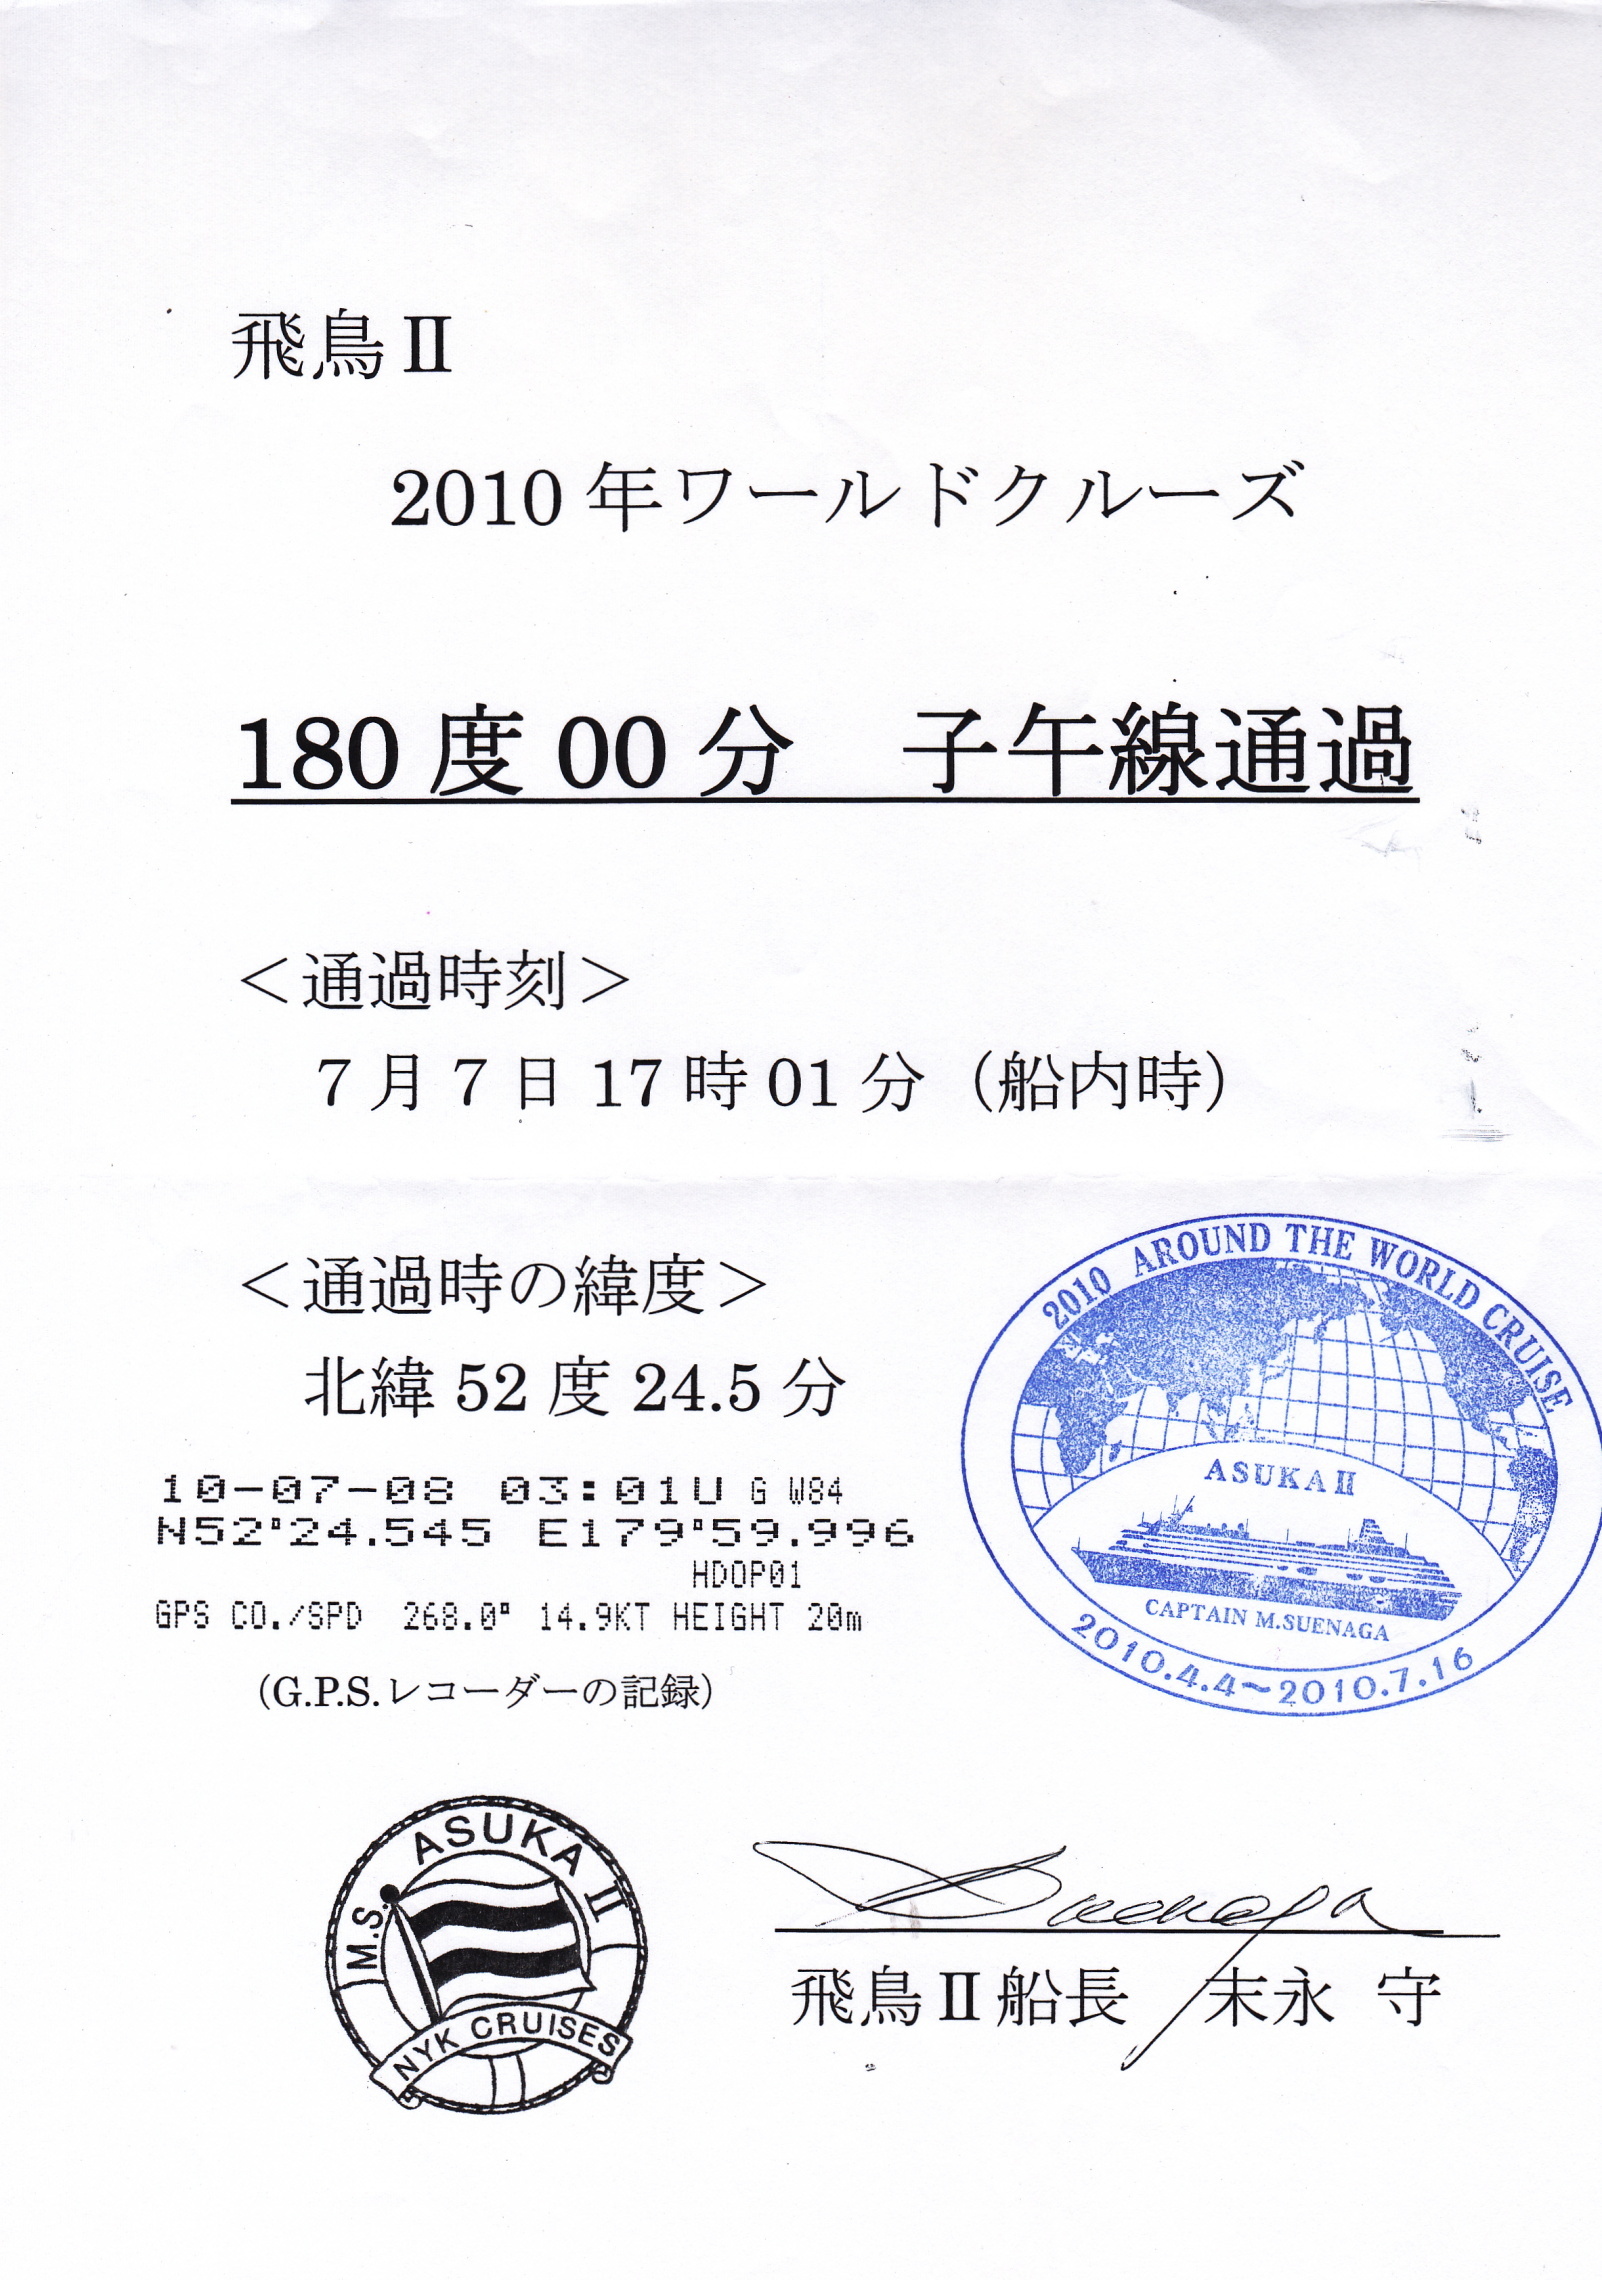 飛鳥Ⅱ
2010年ワールドクルーズ
180度00分　子午線通過
＜通過時刻＞
7月7日17時01分（船内時）
＜通過時の緯度＞
北緯52度24.5分
10-07-08 03:01U G W84
N52°24.545 E179°59.996
HDOP01
GPS CO./SPD 268.0° 14.9KT HEIGHT 20m
（G.P.S.レコーダーの記録）
2010 AROUND THE WORLD CRUISE
ASUKA II
CAPTAIN M.SUENAGA
2010.4.4～2010.7.16
M.S. ASUKA II
NYK CRUISES
Suenaga
飛鳥Ⅱ船長　末永　守